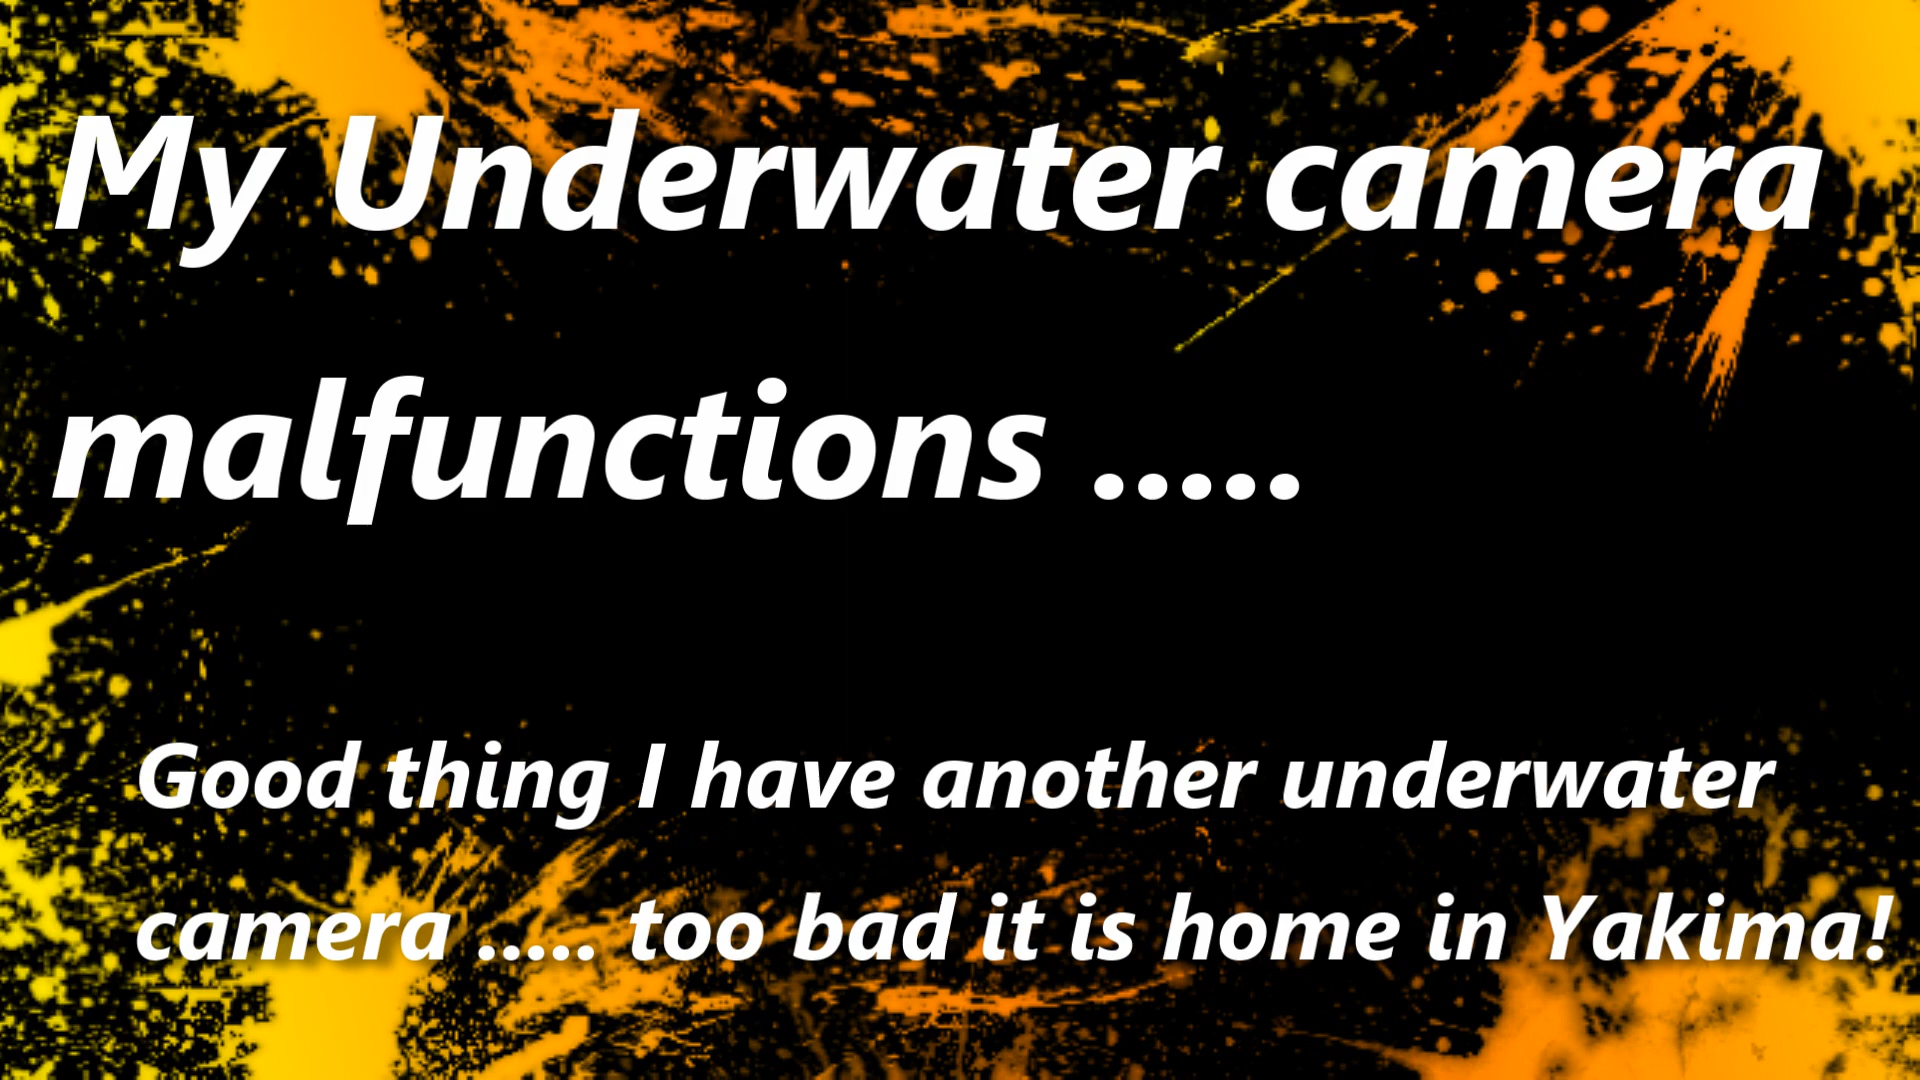 My Underwater camera
malfunctions .....
Good thing I have another underwater
camera ..... too bad it is home in Yakima!